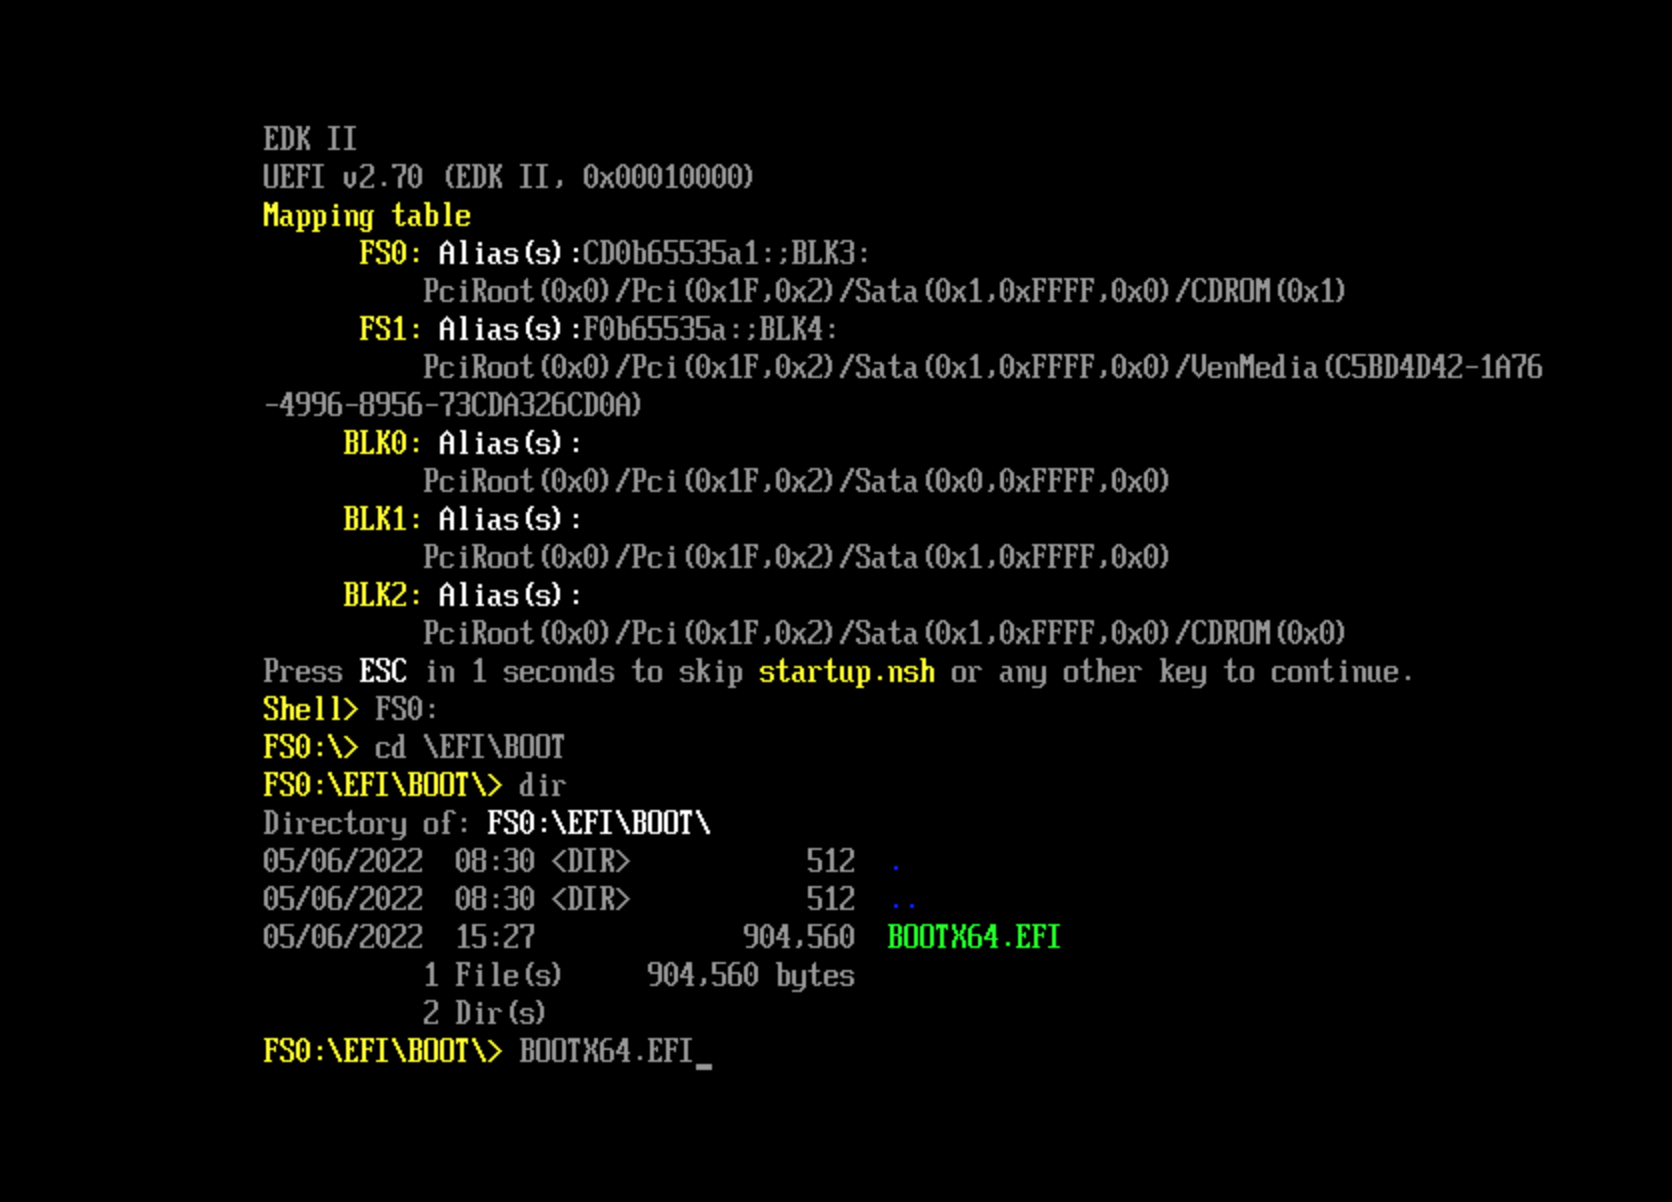 EDK II
UEFI v2.70 (EDK II, 0x00010000)
Mapping table
FS0: Alias(s):CD0b65535a1:;BLK3:
PciRoot(0x0)/Pci(0x1F,0x2)/Sata(0x1,0xFFFF,0x0)/CDROM(0x1)
FS1: Alias(s):F0b65535a:;BLK4:
PciRoot(0x0)/Pci(0x1F,0x2)/Sata(0x1,0xFFFF,0x0)/VenMedia(C5BD4D42-1A76
-4996-8956-73CDA326CD0A)
BLK0: Alias(s):
PciRoot(0x0)/Pci(0x1F,0x2)/Sata(0x0,0xFFFF,0x0)
BLK1: Alias(s):
PciRoot(0x0)/Pci(0x1F,0x2)/Sata(0x1,0xFFFF,0x0)
BLK2: Alias(s):
PciRoot(0x0)/Pci(0x1F,0x2)/Sata(0x1,0xFFFF,0x0)/CDROM(0x0)
Press ESC in 1 seconds to skip startup.nsh or any other key to continue.
Shell> FS0:
FS0:\> cd \EFI\BOOT
FS0:\EFI\BOOT\> dir
Directory of: FS0:\EFI\BOOT\
05/06/2022  08:30 <DIR>           512  .
05/06/2022  08:30 <DIR>           512  ..
05/06/2022  15:27             904,560  BOOTX64.EFI
1 File(s)     904,560 bytes
2 Dir(s)
FS0:\EFI\BOOT\> BOOTX64.EFI_